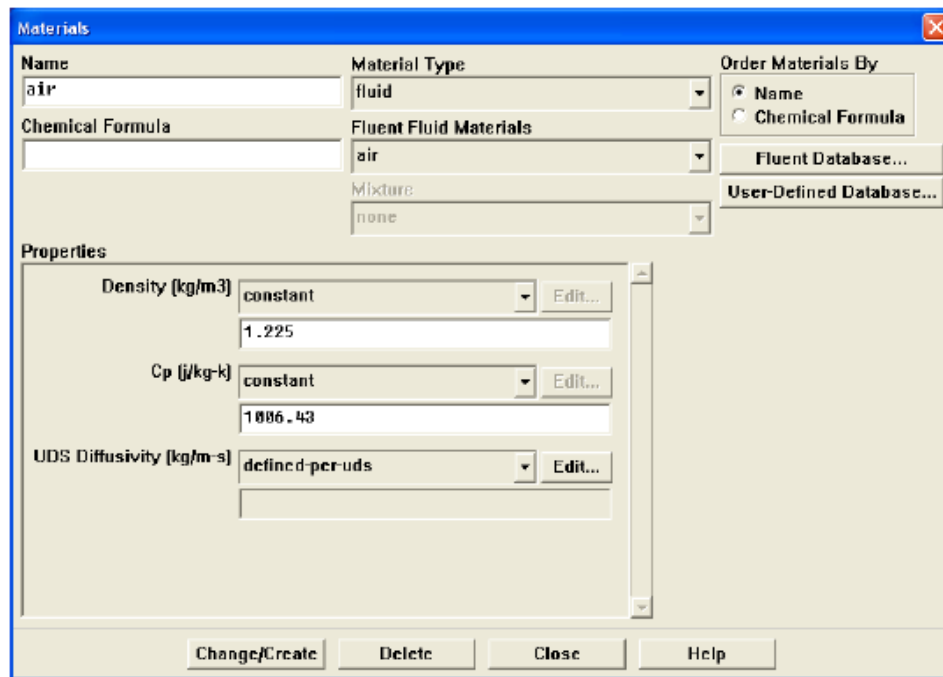 Materials
Name
air
Material Type
fluid
Order Materials By
Name
Chemical Formula
Chemical Formula
Fluent Fluid Materials
air
Fluent Database...
User-Defined Database...
Mixture
none
Properties
Density (kg/m3)
constant
Edit...
1.225
Cp (j/kg-k)
constant
Edit...
1006.43
UDS Diffusivity (kg/m-s)
defined-per-uds
Edit...
Change/Create
Delete
Close
Help